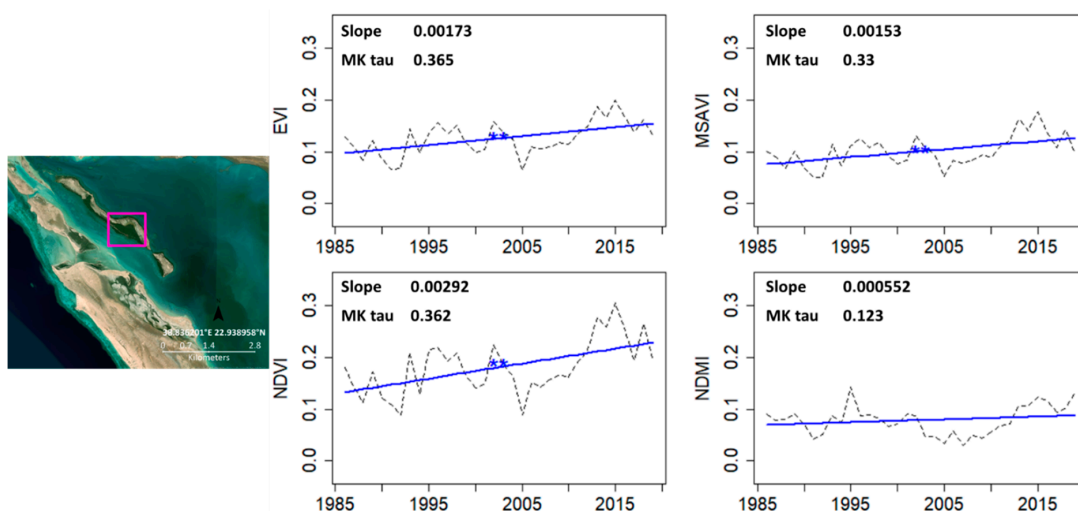 Slope 0.00173
MK tau 0.365
EVI
0.3
0.2
0.1
0.0
1985 1995 2005 2015
Slope 0.00153
MK tau 0.33
MSAVI
0.3
0.2
0.1
0.0
1985 1995 2005 2015
22.938958°N
0 0.7 1.4 2.8
Kilometers
Slope 0.00292
MK tau 0.362
NDVI
0.3
0.2
0.1
0.0
1985 1995 2005 2015
Slope 0.000552
MK tau 0.123
NDMI
0.3
0.2
0.1
0.0
1985 1995 2005 2015